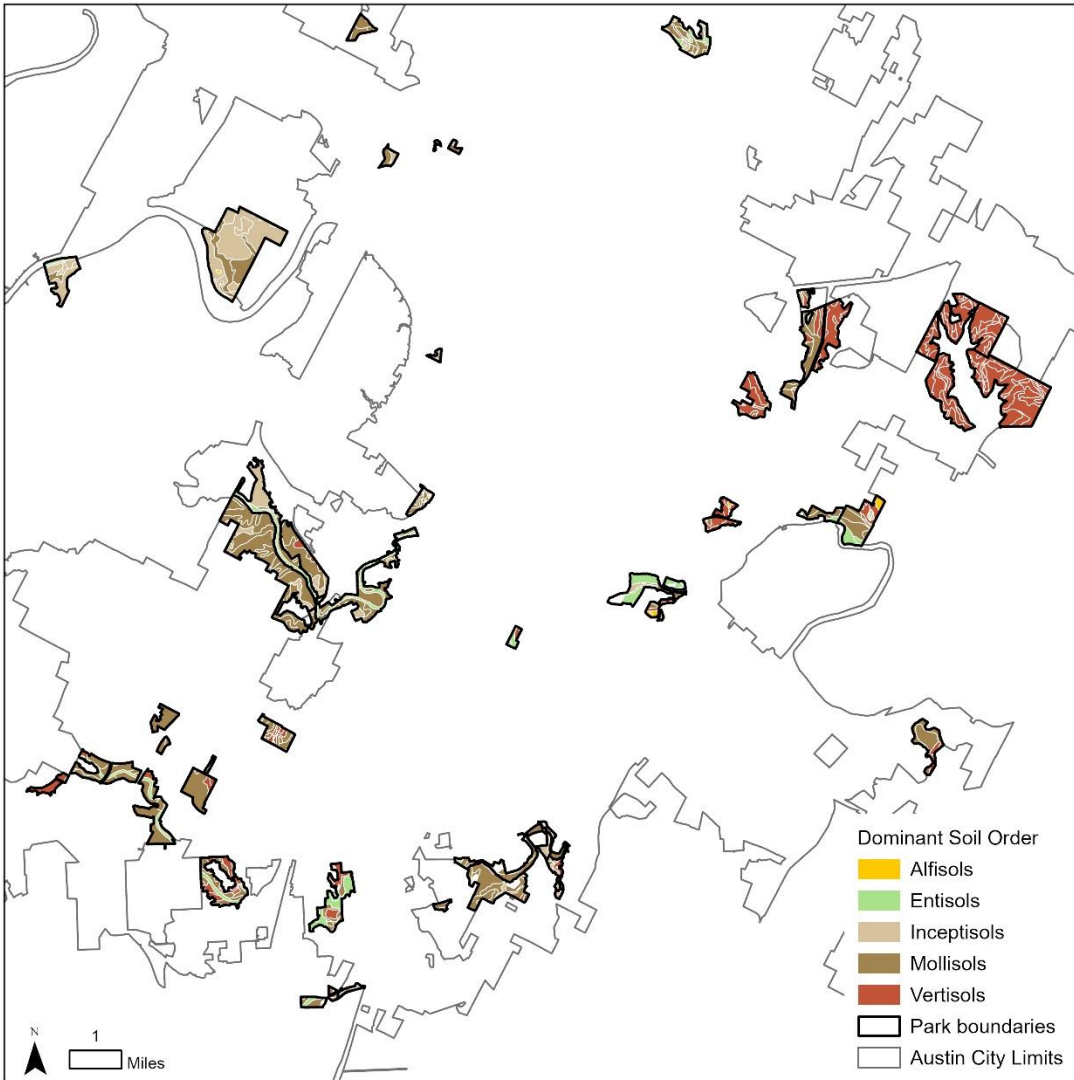 Dominant Soil Order
Alfisols
Entisols
Inceptisols
Mollisols
Vertisols
Park boundaries
Austin City Limits
N
1
Miles